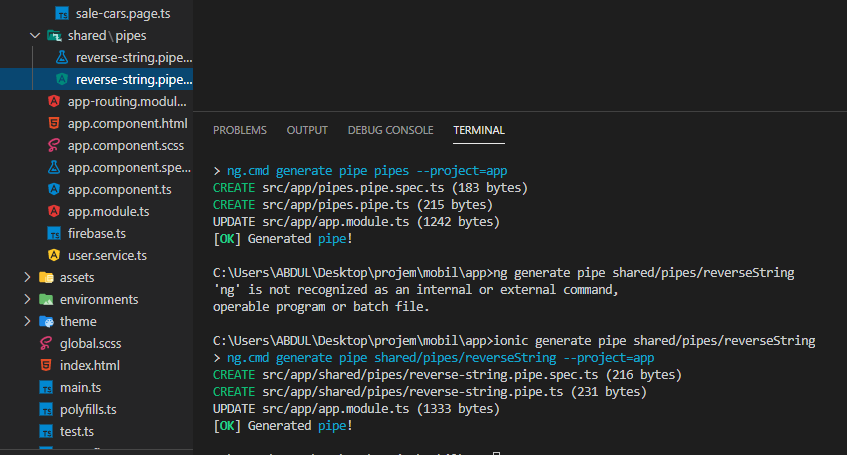 sale-cars.page.ts
shared\pipes
reverse-string.pipe...
reverse-string.pipe...
app-routing.modul...
app.component.html
app.component.scss
app.component.spe...
app.component.ts
app.module.ts
firebase.ts
user.service.ts
assets
environments
theme
global.scss
index.html
main.ts
polyfills.ts
test.ts
PROBLEMS OUTPUT DEBUG CONSOLE TERMINAL
> ng.cmd generate pipe pipes --project=app
CREATE src/app/pipes.pipe.spec.ts (183 bytes)
CREATE src/app/pipes.pipe.ts (215 bytes)
UPDATE src/app/app.module.ts (1242 bytes)
[OK] Generated pipe!
C:\Users\ABDUL\Desktop\projem\mobil\app>ng generate pipe shared/pipes/reverseString
'ng' is not recognized as an internal or external command,
operable program or batch file.
C:\Users\ABDUL\Desktop\projem\mobil\app>ionic generate pipe shared/pipes/reverseString
> ng.cmd generate pipe shared/pipes/reverseString --project=app
CREATE src/app/shared/pipes/reverse-string.pipe.spec.ts (216 bytes)
CREATE src/app/shared/pipes/reverse-string.pipe.ts (231 bytes)
UPDATE src/app/app.module.ts (1333 bytes)
[OK] Generated pipe!